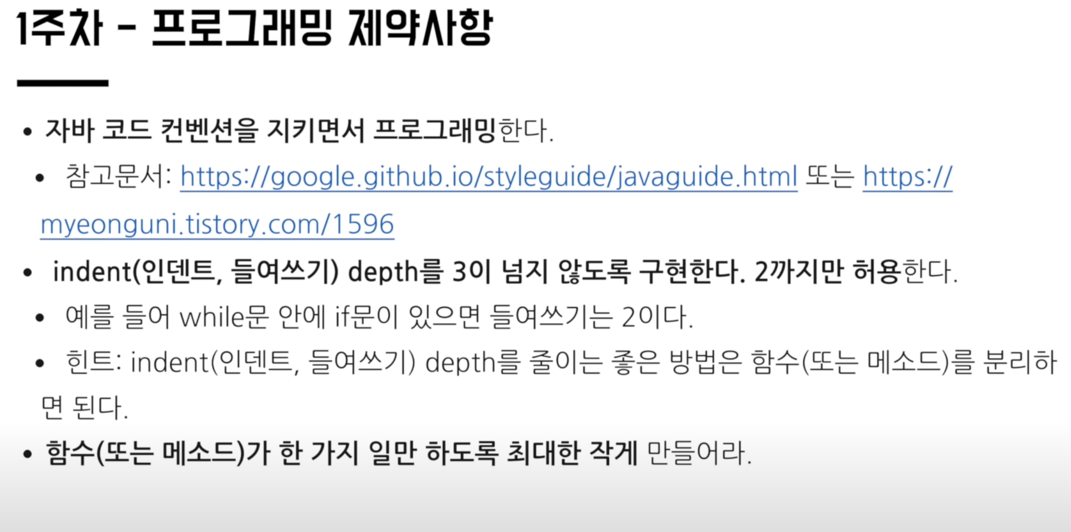 1주차 - 프로그래밍 제약사항
• 자바 코드 컨벤션을 지키면서 프로그래밍한다.
• 참고문서: https://google.github.io/styleguide/javaguide.html 또는 https://
myeonguni.tistory.com/1596
• indent(인덴트, 들여쓰기) depth를 3이 넘지 않도록 구현한다. 2까지만 허용한다.
• 예를 들어 while문 안에 if문이 있으면 들여쓰기는 2이다.
• 힌트: indent(인덴트, 들여쓰기) depth를 줄이는 좋은 방법은 함수(또는 메소드)를 분리하
면 된다.
• 함수(또는 메소드)가 한 가지 일만 하도록 최대한 작게 만들어라.